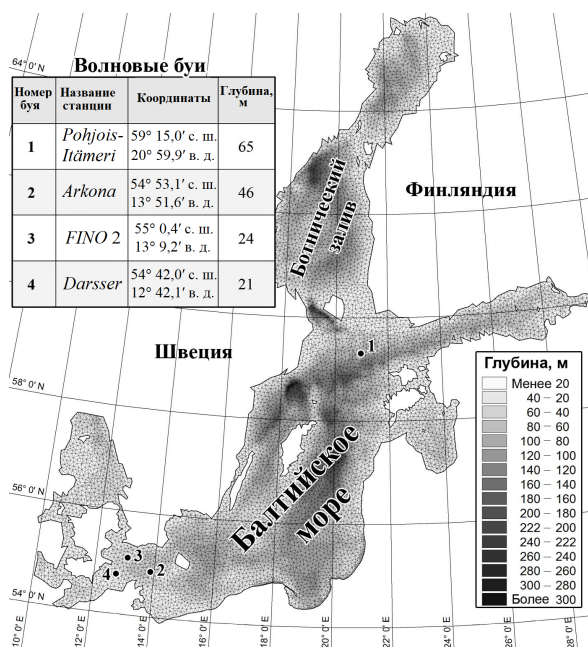 Волновые буи
Номер буя
Название станции
Координаты
Глубина, м
1
Pohjois-Itämeri
59° 15,0′ с. ш.
20° 59,9′ в. д.
65
2
Arkona
54° 53,1′ с. ш.
13° 51,6′ в. д.
46
3
FINO 2
55° 0,4′ с. ш.
13° 9,2′ в. д.
24
4
Darsser
54° 42,0′ с. ш.
12° 42,1′ в. д.
21
64° 0′ N
Ботнический
залив
Финляндия
1
Швеция
58° 0′ N
56° 0′ N
54° 0′ N
Балтийское
море
3
4
2
Глубина, м
Менее 20
40 – 20
60 – 40
80 – 60
100 – 80
120 – 100
140 – 120
160 – 140
180 – 160
200 – 180
222 – 200
240 – 222
260 – 240
280 – 260
300 – 280
Более 300
10° 0′ E
12° 0′ E
14° 0′ E
16° 0′ E
18° 0′ E
20° 0′ E
22° 0′ E
24° 0′ E
26° 0′ E
28° 0′ E